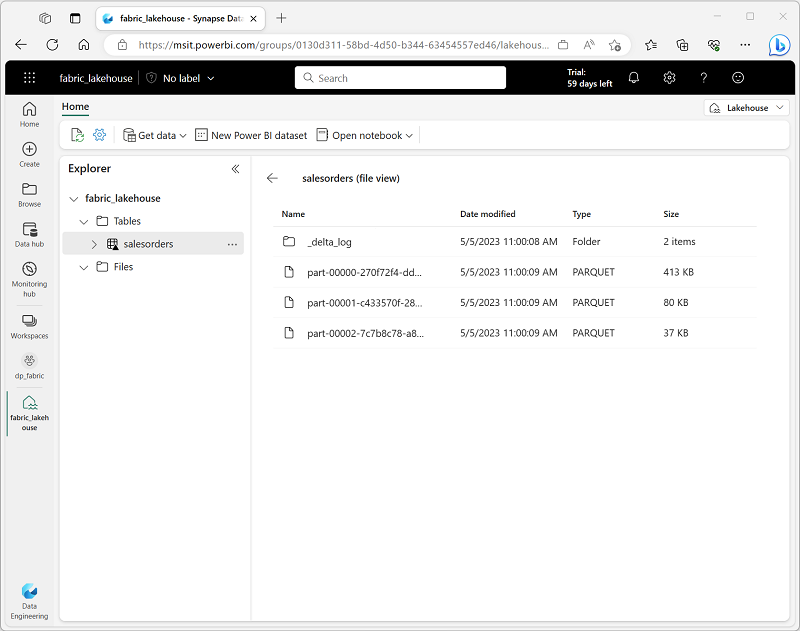 fabric_lakehouse - Synapse Data
https://msit.powerbi.com/groups/0130d311-58bd-4d50-b344-63454557ed46/lakehous...
fabric_lakehouse
No label
Search
Trial:
59 days left
Home
Create
Browse
Data hub
Monitoring
hub
Workspaces
dp_fabric
fabric_lakeh
ouse
Data
Engineering
Home
Lakehouse
Get data
New Power BI dataset
Open notebook
Explorer
fabric_lakehouse
Tables
salesorders
...
Files
salesorders (file view)
Name Date modified Type Size
_delta_log 5/5/2023 11:00:08 AM Folder 2 items
part-00000-270f72f4-dd... 5/5/2023 11:00:09 AM PARQUET 413 KB
part-00001-c433570f-28... 5/5/2023 11:00:09 AM PARQUET 80 KB
part-00002-7c7b8c78-a8... 5/5/2023 11:00:09 AM PARQUET 37 KB